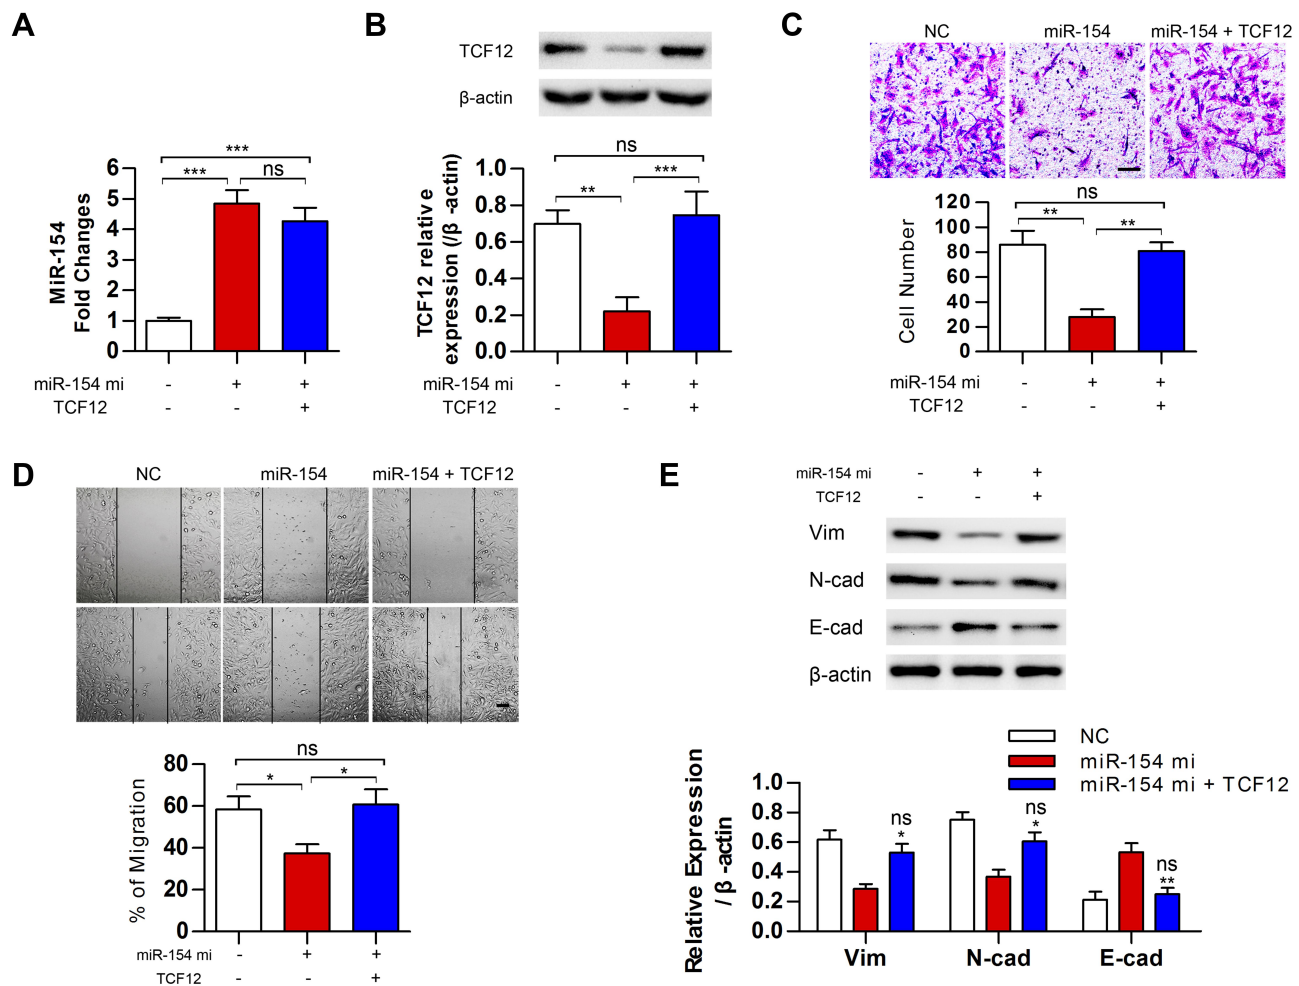 A
***
***
ns
MiR-154
Fold Changes
6
5
4
3
2
1
0
miR-154 mi - + +
TCF12 - - +
B
TCF12
β-actin
ns
**
***
TCF12 relative
expression (/β -actin)
1.0
0.8
0.6
0.4
0.2
0.0
miR-154 mi - + +
TCF12 - - +
C
NC miR-154 miR-154 + TCF12
ns
**
**
Cell Number
120
100
80
60
40
20
0
miR-154 mi - + +
TCF12 - - +
D
NC miR-154 miR-154 + TCF12
ns
*
*
% of Migration
80
60
40
60
0
miR-154 mi - + +
TCF12 - - +
E
miR-154 mi - + +
TCF12 - - +
Vim
N-cad
E-cad
β-actin
NC
miR-154 mi
miR-154 mi + TCF12
Relative Expression
/ β -actin
1.0
0.8
0.6
0.4
0.2
0.0
ns
*
ns
*
ns
**
Vim N-cad E-cad